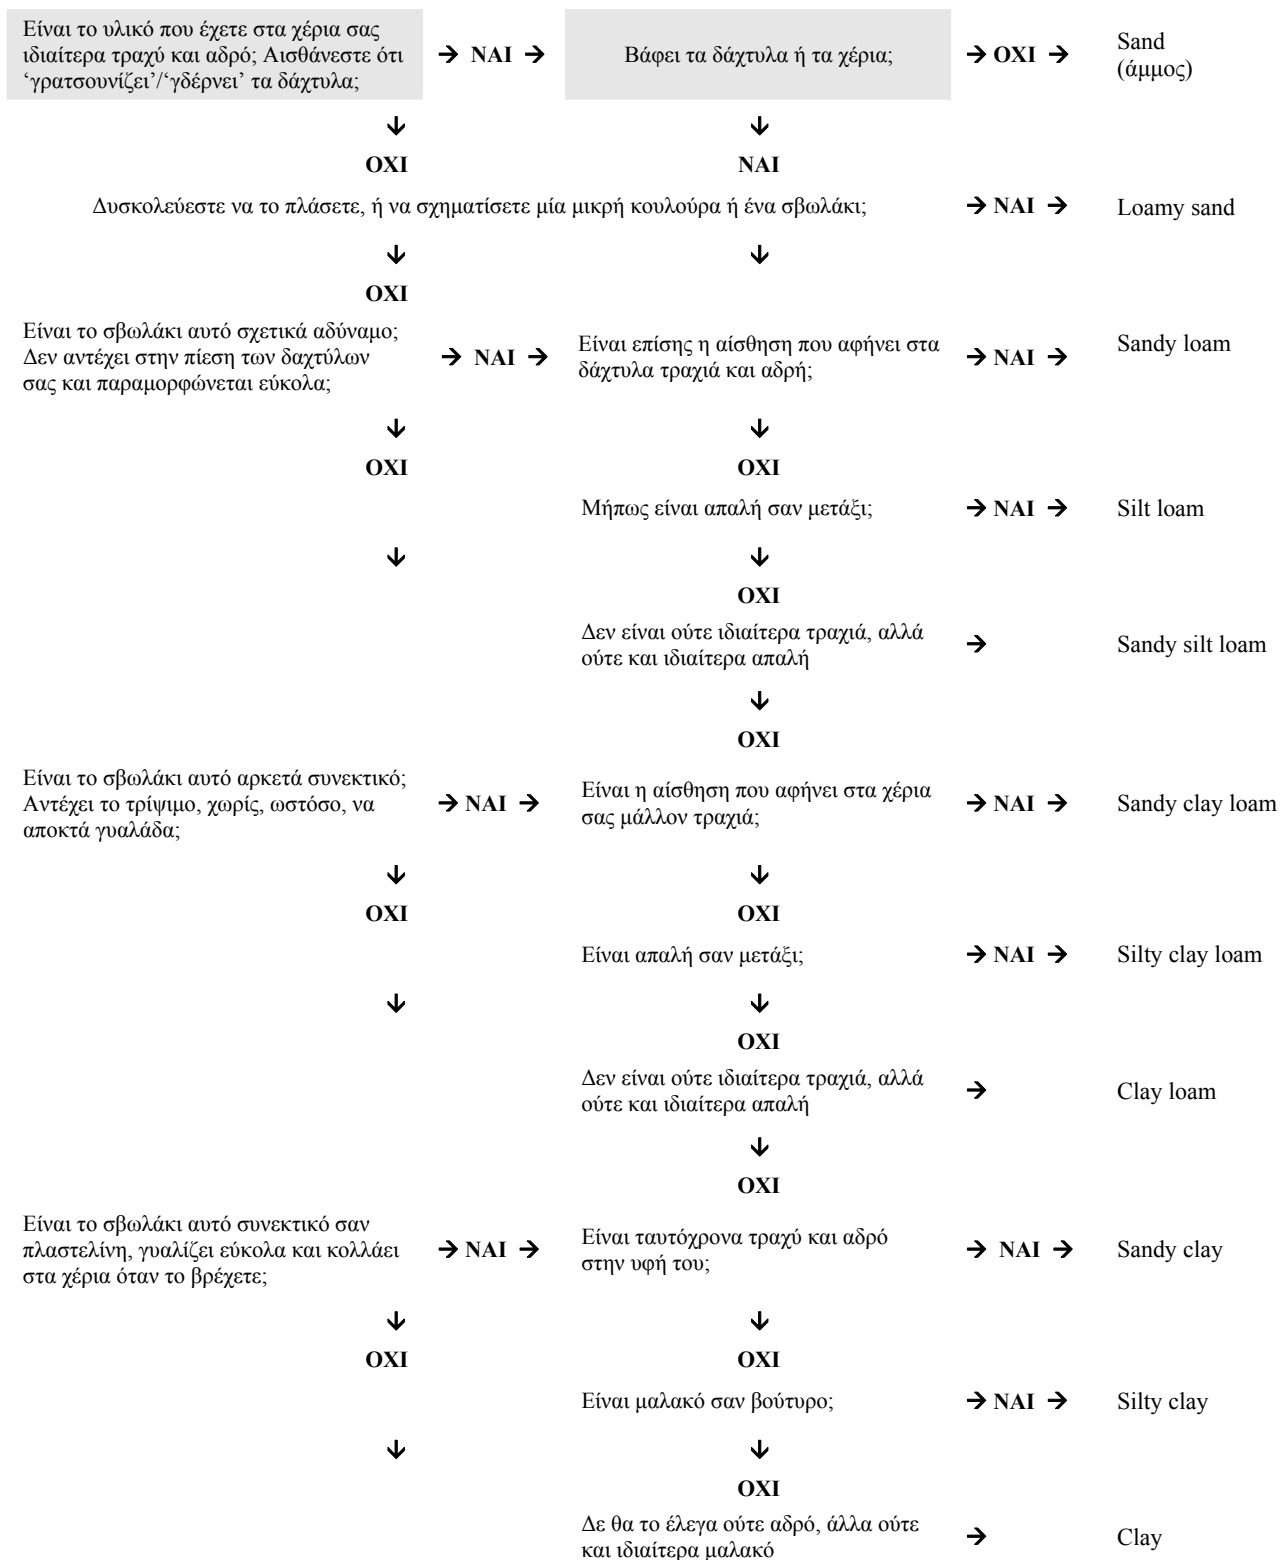 Είναι το υλικό που έχετε στα χέρια σας
ιδιαίτερα τραχύ και αδρό; Αισθάνεστε ότι
‘γρατσουνίζει’/‘γδέρνει’ τα δάχτυλα;
→ ΝΑΙ →
Βάφει τα δάχτυλα ή τα χέρια;
→ ΟΧΙ →
Sand
(άμμος)
↓ ↓
ΟΧΙ ΝΑΙ
Δυσκολεύεστε να το πλάσετε, ή να σχηματίσετε μία μικρή κουλούρα ή ένα σβωλάκι; → ΝΑΙ → Loamy sand
↓ ↓
ΟΧΙ
Είναι το σβωλάκι αυτό σχετικά αδύναμο;
Δεν αντέχει στην πίεση των δαχτύλων
σας και παραμορφώνεται εύκολα;
→ ΝΑΙ →
Είναι επίσης η αίσθηση που αφήνει στα
δάχτυλα τραχιά και αδρή;
→ ΝΑΙ →
Sandy loam
↓ ↓
ΟΧΙ ΟΧΙ
Μήπως είναι απαλή σαν μετάξι; → ΝΑΙ → Silt loam
↓ ↓
ΟΧΙ
Δεν είναι ούτε ιδιαίτερα τραχιά, αλλά
ούτε και ιδιαίτερα απαλή
→
Sandy silt loam
↓
ΟΧΙ
Είναι το σβωλάκι αυτό αρκετά συνεκτικό;
Αντέχει το τρίψιμο, χωρίς, ωστόσο, να
αποκτά γυαλάδα;
→ ΝΑΙ →
Είναι η αίσθηση που αφήνει στα χέρια
σας μάλλον τραχιά;
→ ΝΑΙ →
Sandy clay loam
↓ ↓
ΟΧΙ ΟΧΙ
Είναι απαλή σαν μετάξι; → ΝΑΙ → Silty clay loam
↓ ↓
ΟΧΙ
Δεν είναι ούτε ιδιαίτερα τραχιά, αλλά
ούτε και ιδιαίτερα απαλή
→
Clay loam
↓
ΟΧΙ
Είναι το σβωλάκι αυτό συνεκτικό σαν
πλαστελίνη, γυαλίζει εύκολα και κολλάει
στα χέρια όταν το βρέχετε;
→ ΝΑΙ →
Είναι ταυτόχρονα τραχύ και αδρό
στην υφή του;
→ ΝΑΙ →
Sandy clay
↓ ↓
ΟΧΙ ΟΧΙ
Είναι μαλακό σαν βούτυρο; → ΝΑΙ → Silty clay
↓ ↓
ΟΧΙ
Δε θα το έλεγα ούτε αδρό, άλλα ούτε
και ιδιαίτερα μαλακό
→
Clay